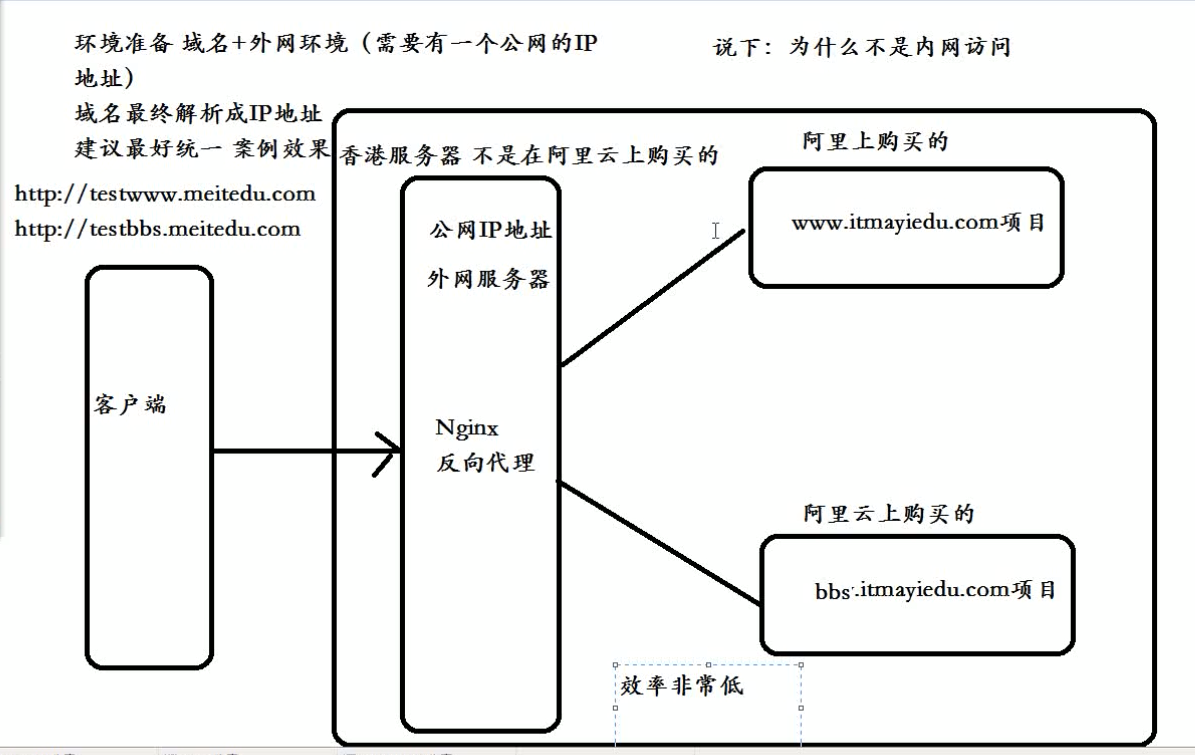 环境准备 域名+外网环境（需要有一个公网的IP
地址）
域名最终解析成IP地址
建议最好统一 案例效果
http://testwww.meitedu.com
http://testbbs.meitedu.com
说下：为什么不是内网访问
香港服务器 不是在阿里云上购买的
阿里上购买的
公网IP地址
外网服务器
www.itmayiedu.com项目
客户端
Nginx
反向代理
阿里云上购买的
bbs.itmayiedu.com项目
效率非常低